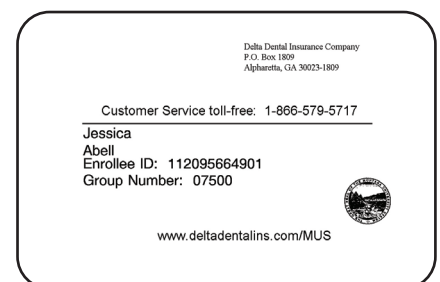 Delta Dental Insurance Company
P.O. Box 1809
Alpharetta, GA 30023-1809
Customer Service toll-free: 1-866-579-5717
Jessica
Abell
Enrollee ID: 112095664901
Group Number: 07500
www.deltadentalins.com/MUS